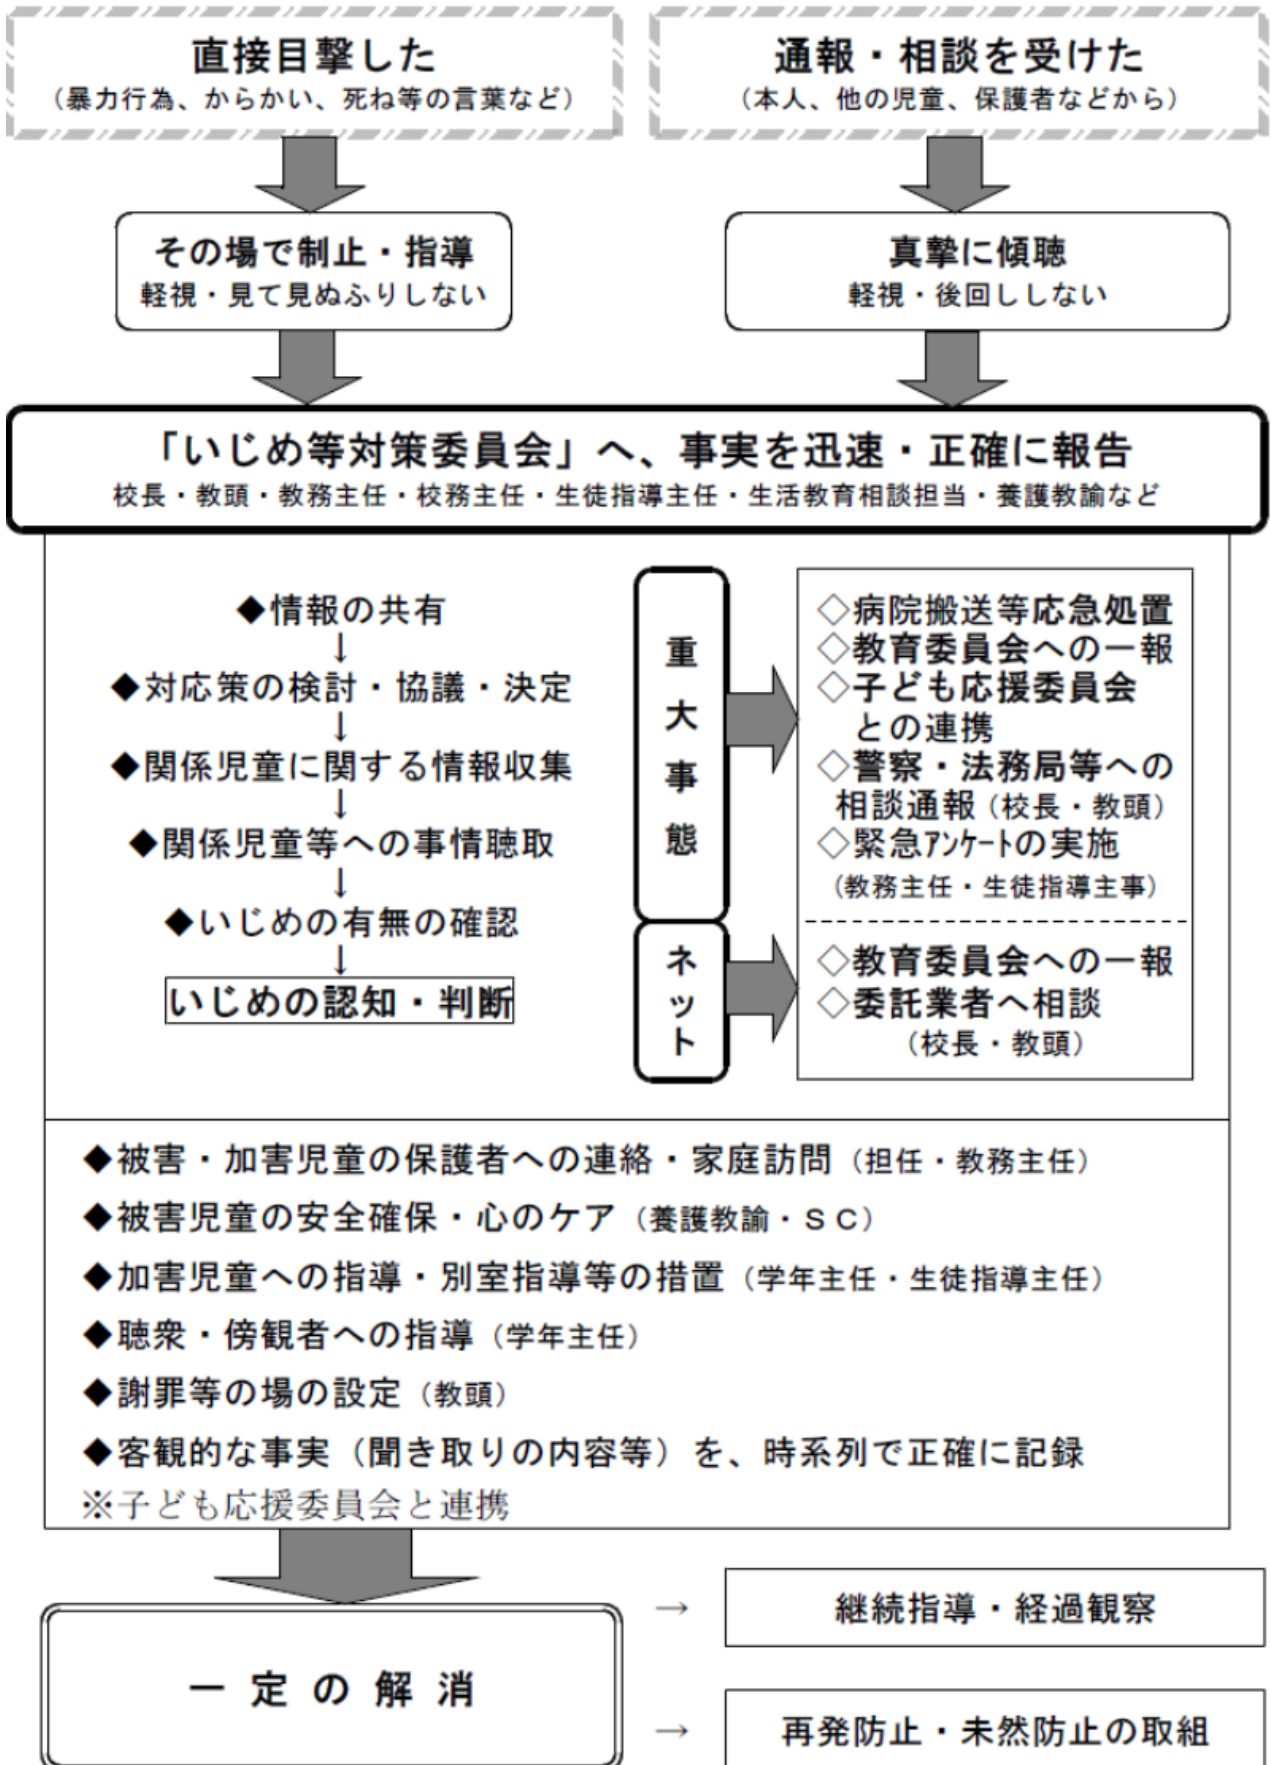 直接目撃した
（暴力行為、からかい、死ね等の言葉など）
通報・相談を受けた
（本人、他の児童、保護者などから）
その場で制止・指導
軽視・見て見ぬふりしない
真摯に傾聴
軽視・後回ししない
「いじめ等対策委員会」へ、事実を迅速・正確に報告
校長・教頭・教務主任・校務主任・生徒指導主任・生活教育相談担当・養護教諭など
◆情報の共有
↓
◆対応策の検討・協議・決定
↓
◆関係児童に関する情報収集
↓
◆関係児童等への事情聴取
↓
◆いじめの有無の確認
↓
いじめの認知・判断
重大事態
◇病院搬送等応急処置
◇教育委員会への一報
◇子ども応援委員会
との連携
◇警察・法務局等への
相談通報（校長・教頭）
◇緊急アンケートの実施
（教務主任・生徒指導主事）
ネット
◇教育委員会への一報
◇委託業者へ相談
（校長・教頭）
◆被害・加害児童の保護者への連絡・家庭訪問（担任・教務主任）
◆被害児童の安全確保・心のケア（養護教諭・ＳＣ）
◆加害児童への指導・別室指導等の措置（学年主任・生徒指導主任）
◆聴衆・傍観者への指導（学年主任）
◆謝罪等の場の設定（教頭）
◆客観的な事実（聞き取りの内容等）を、時系列で正確に記録
※子ども応援委員会と連携
一定の解消
→
継続指導・経過観察
→
再発防止・未然防止の取組